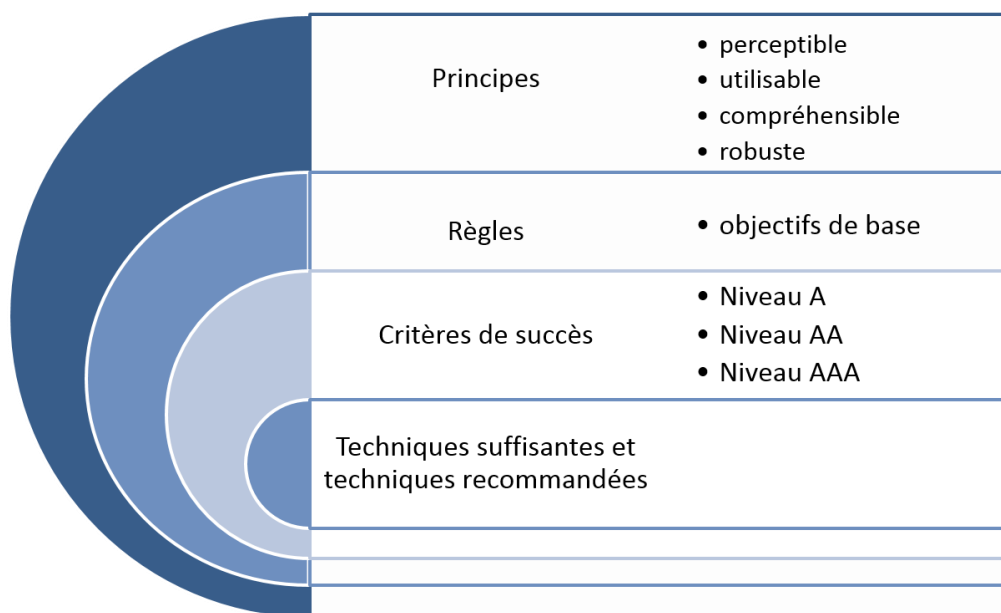 Principes
• perceptible
• utilisable
• compréhensible
• robuste
Règles
• objectifs de base
Critères de succès
• Niveau A
• Niveau AA
• Niveau AAA
Techniques suffisantes et
techniques recommandées